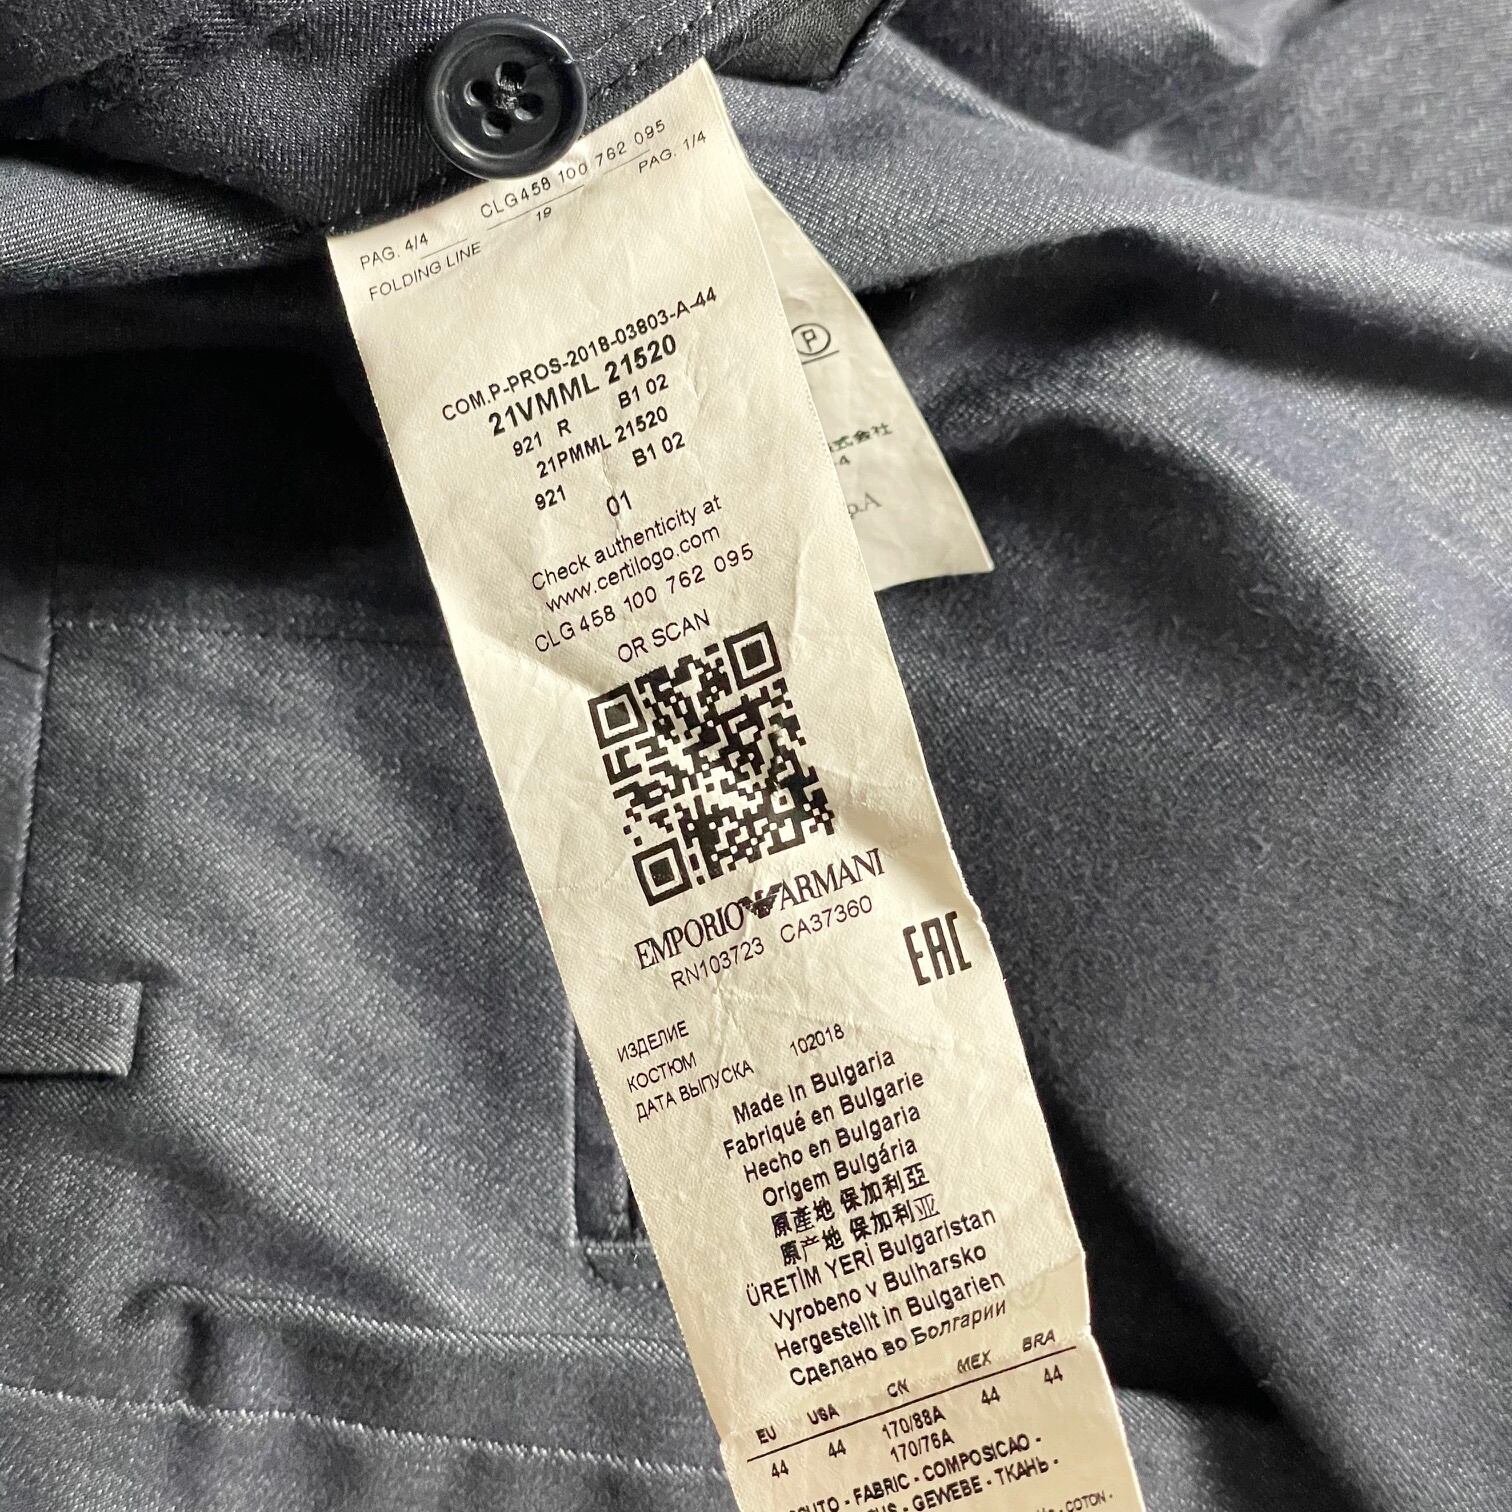 CLG458 100 762 095
PAG. 4/4
19
PAG. 1/4
FOLDING LINE
COM.P-PROS-2018-03803-A-44
21VMML 21520
921 R B1 02
21PMML 21520
921 B1 02
01
Check authenticity at
www.certilogo.com
CLG 458 100 762 095
OR SCAN
EMPORIO ARMANI
RN103723 CA37360
EAC
ИЗДЕЛИЕ
КОСТЮМ
ДАТА ВЫПУСКА 102018
Made in Bulgaria
Fabriqué en Bulgarie
Hecho en Bulgaria
Origem Bulgária
原產地 保加利亞
原产地 保加利亚
ÜRETİM YERİ Bulgaristan
Vyrobeno v Bulharsko
Hergestellt in Bulgarien
Сделано во Болгарии
EU USA CN MEX BRA
44 44 170/88A 44 44
170/76A
- FABRIC - COMPOSICAO -
- GEWEBE - ТКАНЬ -
- COTON -
P
式会社
4
p.A